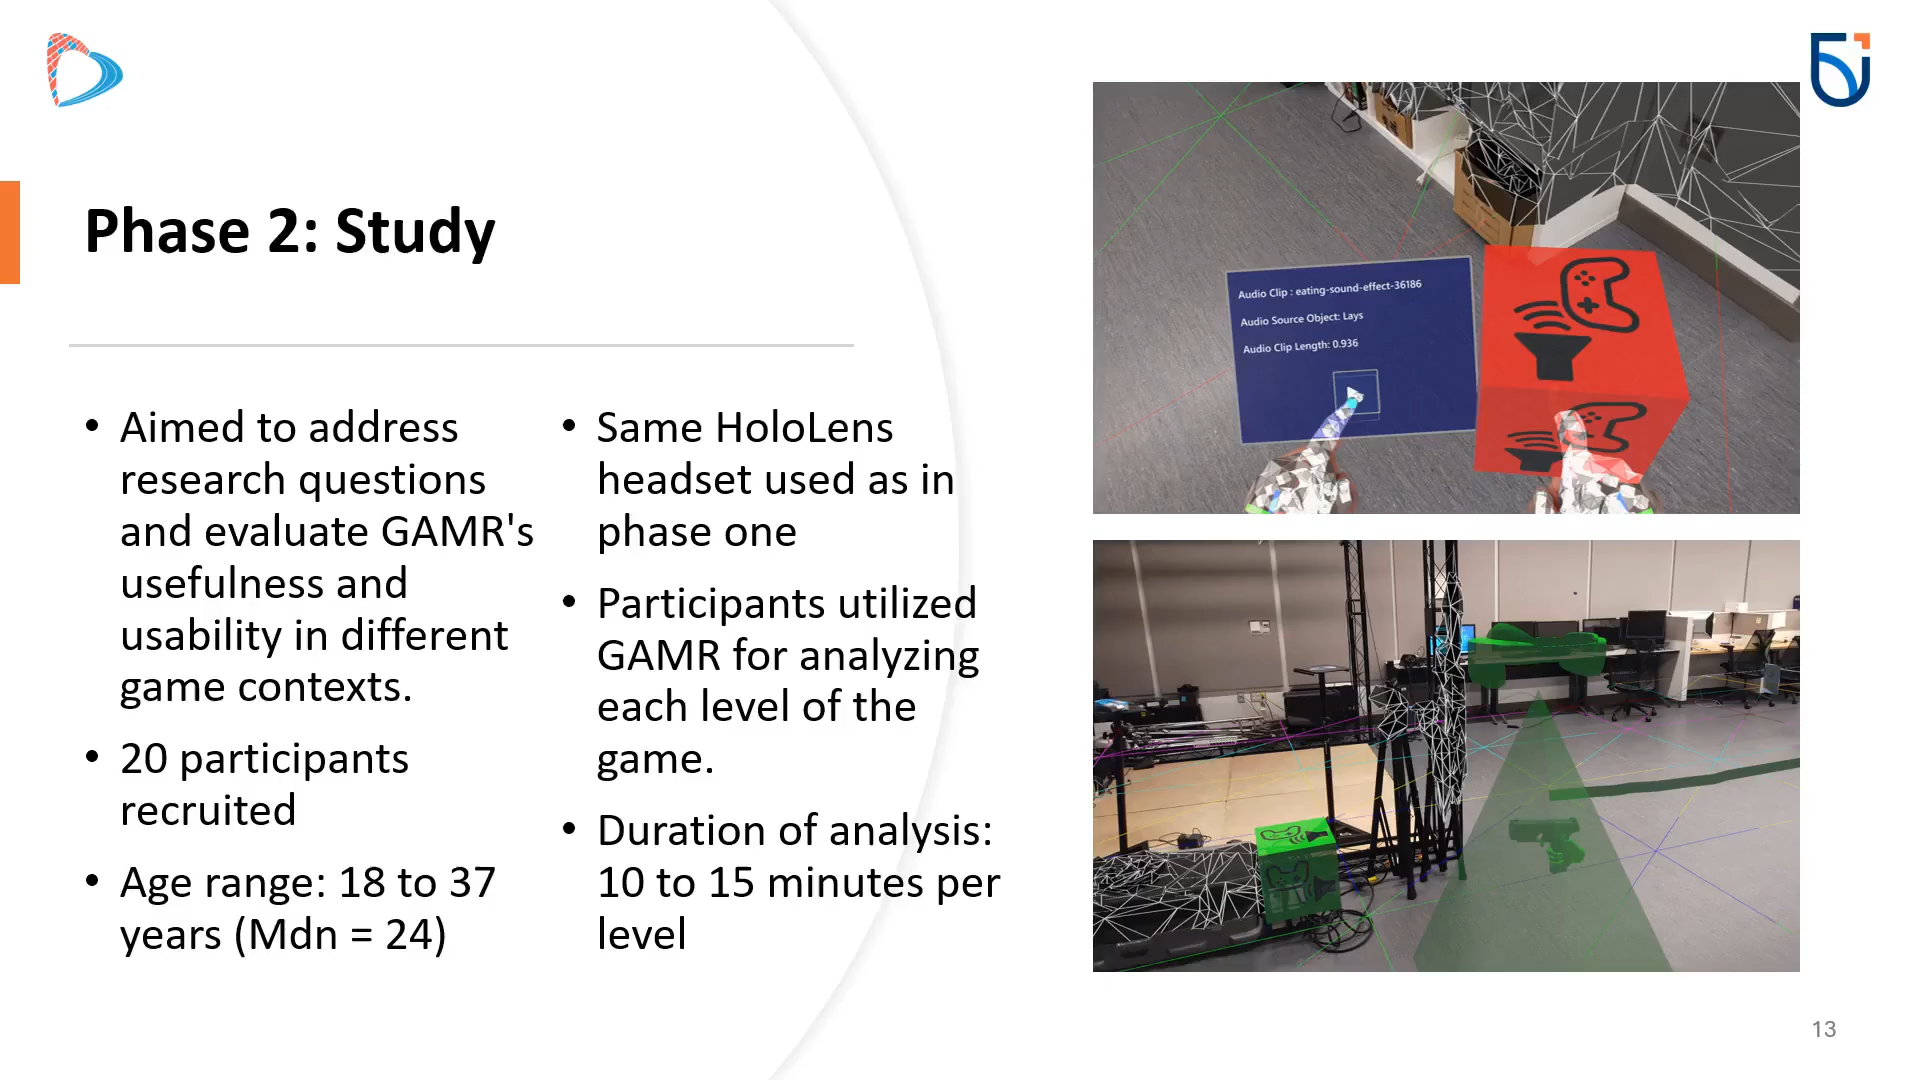 Phase 2: Study
• Aimed to address
research questions
and evaluate GAMR's
usefulness and
usability in different
game contexts.
• 20 participants
recruited
• Age range: 18 to 37
years (Mdn = 24)
• Same HoloLens
headset used as in
phase one
• Participants utilized
GAMR for analyzing
each level of the
game.
• Duration of analysis:
10 to 15 minutes per
level
Audio Clip : eating-sound-effect-36186
Audio Source Object: Lays
Audio Clip Length: 0.936
13